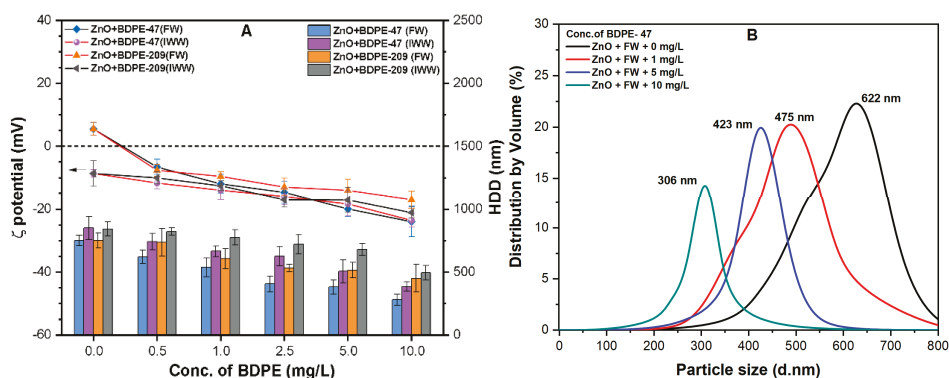 A
ZnO+BDPE-47(FW)
ZnO+BDPE-47(IWW)
ZnO+BDPE-209(FW)
ZnO+BDPE-209(IWW)
ZnO+BDPE-47 (FW)
ZnO+BDPE-47 (IWW)
ZnO+BDPE-209 (FW)
ZnO+BDPE-209 (IWW)
ζ potential (mV)
40
20
0
-20
-40
-60
HDD (nm)
2500
2000
1500
1000
500
0
0.0 0.5 1.0 2.5 5.0 10.0
Conc. of BDPE (mg/L)
B
Conc.of BDPE- 47
ZnO + FW + 0 mg/L
ZnO + FW + 1 mg/L
ZnO + FW + 5 mg/L
ZnO + FW + 10 mg/L
622 nm
475 nm
423 nm
306 nm
Distribution by Volume (%)
30
25
20
15
10
5
0
0 100 200 300 400 500 600 700 800
Particle size (d.nm)